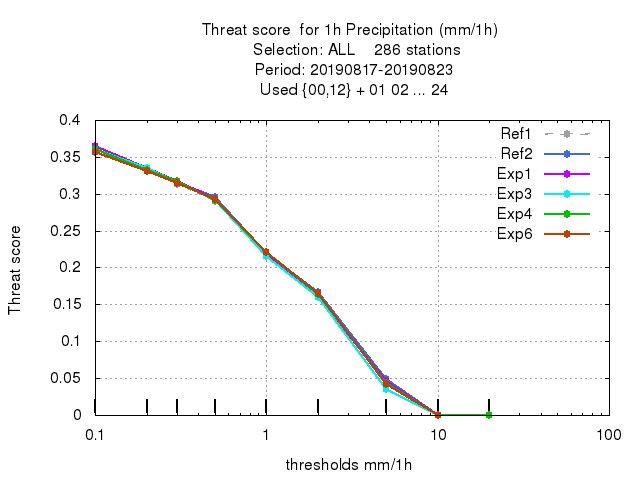 Threat score  for 1h Precipitation (mm/1h)
Selection: ALL    286 stations
Period: 20190817-20190823
Used {00,12} + 01 02 ... 24
Threat score
0.4
0.35
0.3
0.25
0.2
0.15
0.1
0.05
0
Ref1
Ref2
Exp1
Exp3
Exp4
Exp6
0.1 1 10 100
thresholds mm/1h